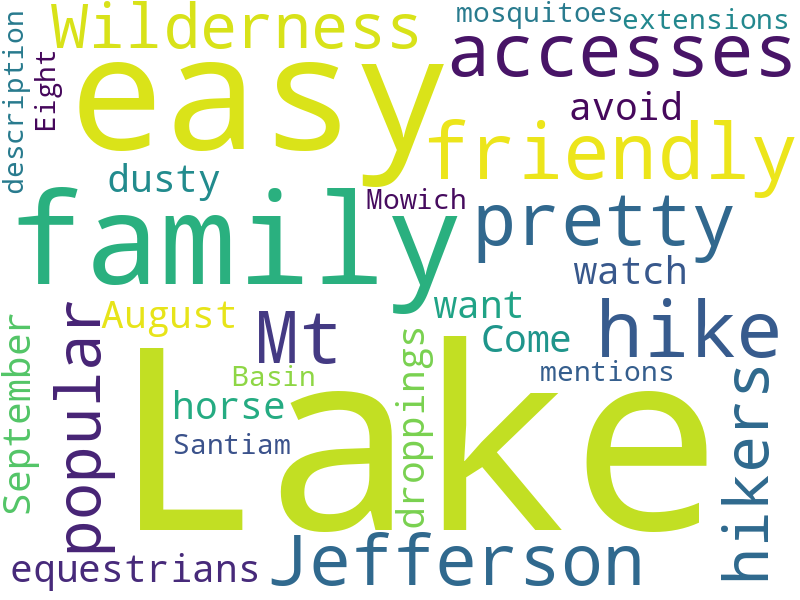 Wilderness
mosquitoes
extensions
description
Eight
easy
accesses
avoid
friendly
dusty
Mowich
family
pretty
watch
August
want
Mt
Come
hike
September
popular
Basin
horse
droppings
mentions
Santiam
Lake
hikers
equestrians
Jefferson